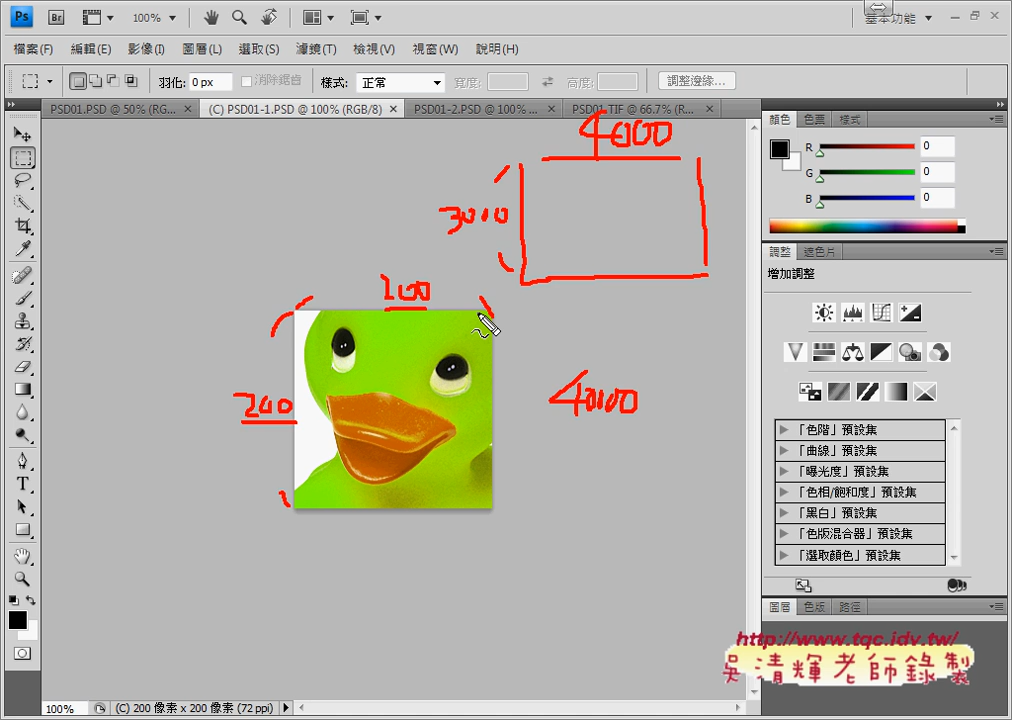 Ps Br 100% 基本功能
檔案(F) 編輯(E) 影像(I) 圖層(L) 選取(S) 濾鏡(T) 檢視(V) 視窗(W) 說明(H)
羽化: 0 px 消除鋸齒 樣式: 正常 寬度: 高度: 調整邊緣...
PSD01.PSD @ 50% (RG... × (C) PSD01-1.PSD @ 100% (RGB/8) × PSD01-2.PSD @ 100% ... × PSD01.TIF @ 66.7% (R... ×
顏色 色票 樣式
R 0
G 0
B 0
4000
3000
200
200
4000
調整 遮色片
增加調整
「色階」預設集
「曲線」預設集
「曝光度」預設集
「色相/飽和度」預設集
「黑白」預設集
「色版混合器」預設集
「選取顏色」預設集
圖層 色版 路徑
http://www.tqc.idv.tw/
吳清輝老師錄製
100% (C) 200 像素 x 200 像素 (72 ppi)